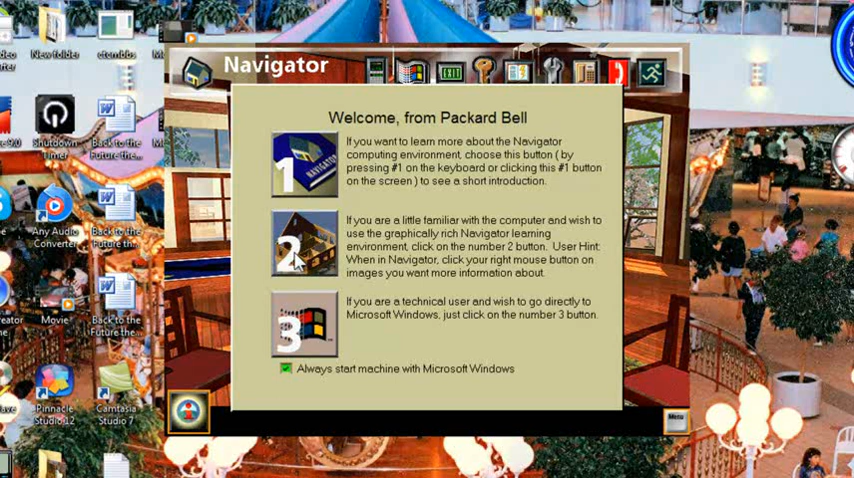 New folder
ctombbs
Navigator
EXIT
Welcome, from Packard Bell
1
If you want to learn more about the Navigator
computing environment, choose this button ( by
pressing #1 on the keyboard or clicking this #1 button
on the screen ) to see a short introduction.
2
If you are a little familiar with the computer and wish to
use the graphically rich Navigator learning
environment, click on the number 2 button.  User Hint:
When in Navigator, click your right mouse button on
images you want more information about.
3
If you are a technical user and wish to go directly to
Microsoft Windows, just click on the number 3 button.
Always start machine with Microsoft Windows
Menu
Shutdown
Timer
Back to the
Future the...
Any Audio
Converter
Back to the
Future the...
Movie
Back to the
Future the...
Pinnacle
Studio 12
Camtasia
Studio 7